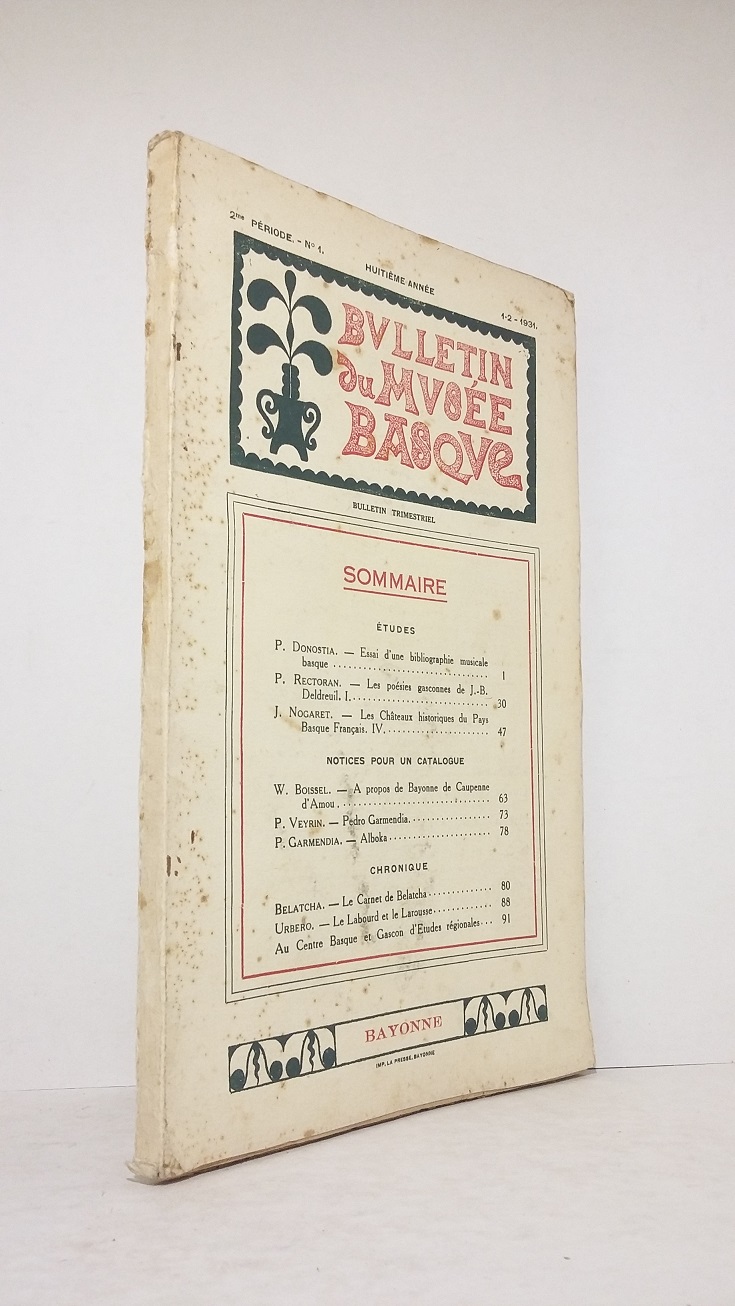 2me PÉRIODE. - No 1.
HUITIÈME ANNÉE
1-2-1931.
BVLLETIN
du MVSÉE
BASQVE
BULLETIN TRIMESTRIEL
SOMMAIRE
ÉTUDES
P. DONOSTIA. — Essai d'une bibliographie musicale
basque 1
P. RECTORAN. — Les poésies gasconnes de J.-B.
Deldreuil. I. 30
J. NOGARET. — Les Châteaux historiques du Pays
Basque Français. IV. 47
NOTICES POUR UN CATALOGUE
W. BOISSEL. — A propos de Bayonne de Caupenne
d'Amou. 63
P. VEYRIN. — Pedro Garmendia. 73
P. GARMENDIA. — Alboka 78
CHRONIQUE
BELATCHA. — Le Carnet de Belatcha 80
URBERO. — Le Labourd et le Larousse 88
Au Centre Basque et Gascon d'Etudes régionales 91
BAYONNE
IMP. LA PRESSE, BAYONNE